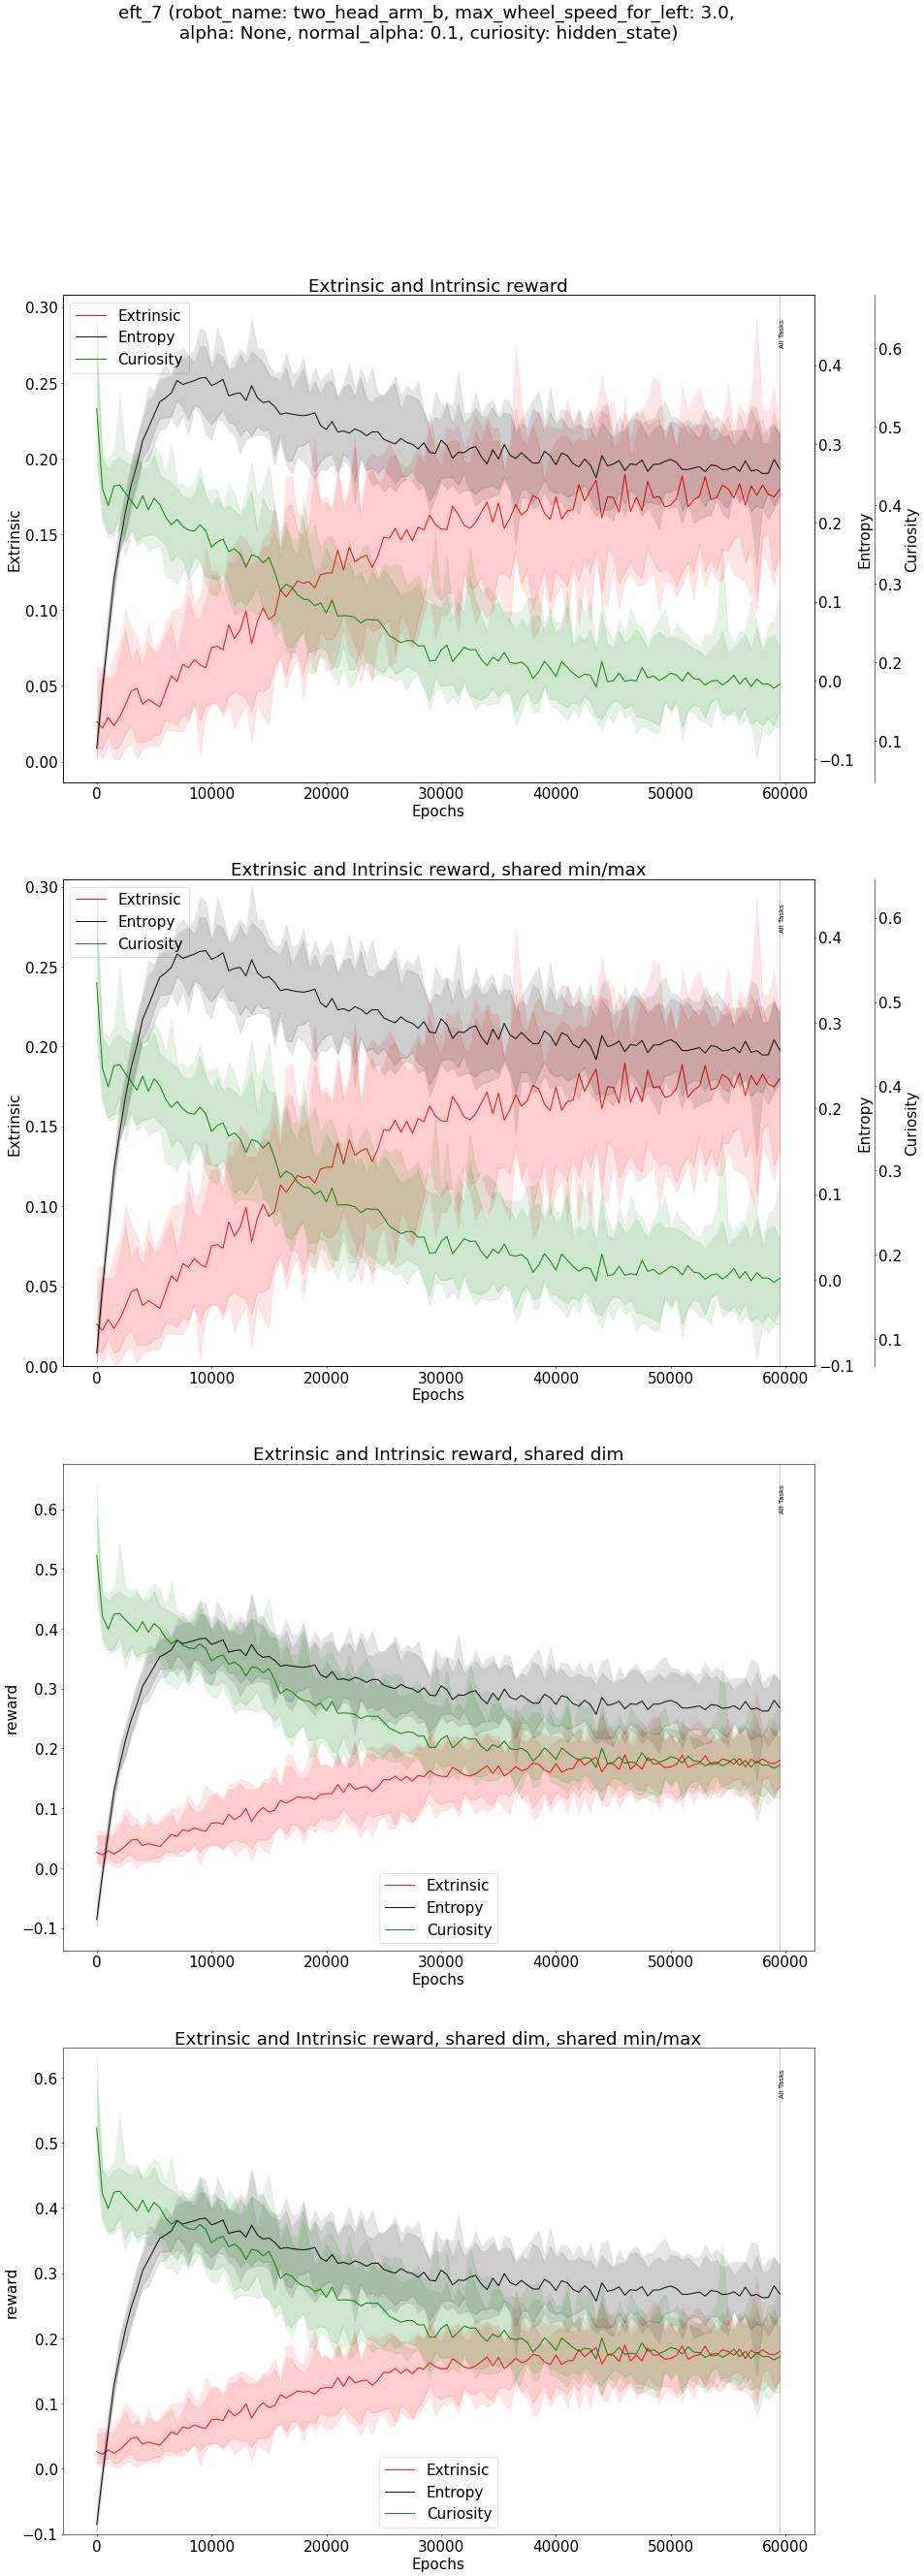 eft_7 (robot_name: two_head_arm_b, max_wheel_speed_for_left: 3.0,
alpha: None, normal_alpha: 0.1, curiosity: hidden_state)
Extrinsic and Intrinsic reward
Extrinsic
Entropy
Curiosity
All Tasks
0.30
0.25
0.20
0.15
0.10
0.05
0.00
Extrinsic
0.4
0.3
0.2
0.1
0.0
−0.1
Entropy
0.6
0.5
0.4
0.3
0.2
0.1
Curiosity
0 10000 20000 30000 40000 50000 60000
Epochs
Extrinsic and Intrinsic reward, shared min/max
Extrinsic
Entropy
Curiosity
All Tasks
0.30
0.25
0.20
0.15
0.10
0.05
0.00
Extrinsic
0.4
0.3
0.2
0.1
0.0
−0.1
Entropy
0.6
0.5
0.4
0.3
0.2
0.1
Curiosity
0 10000 20000 30000 40000 50000 60000
Epochs
Extrinsic and Intrinsic reward, shared dim
All Tasks
0.6
0.5
0.4
0.3
0.2
0.1
0.0
−0.1
reward
Extrinsic
Entropy
Curiosity
0 10000 20000 30000 40000 50000 60000
Epochs
Extrinsic and Intrinsic reward, shared dim, shared min/max
All Tasks
0.6
0.5
0.4
0.3
0.2
0.1
0.0
−0.1
reward
Extrinsic
Entropy
Curiosity
0 10000 20000 30000 40000 50000 60000
Epochs